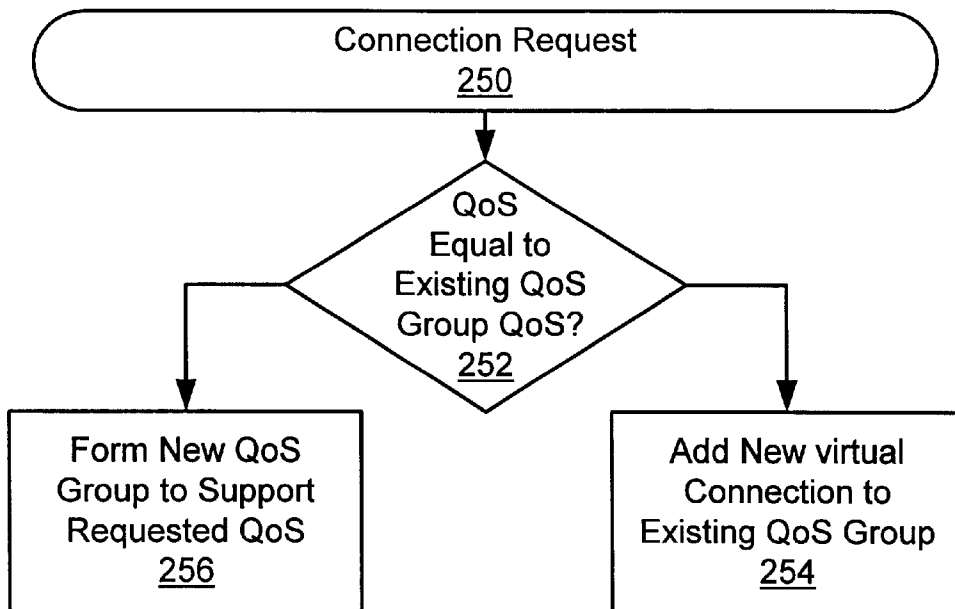 Connection Request
250
QoS
Equal to
Existing QoS
Group QoS?
252
Form New QoS
Group to Support
Requested QoS
256
Add New virtual
Connection to
Existing QoS Group
254